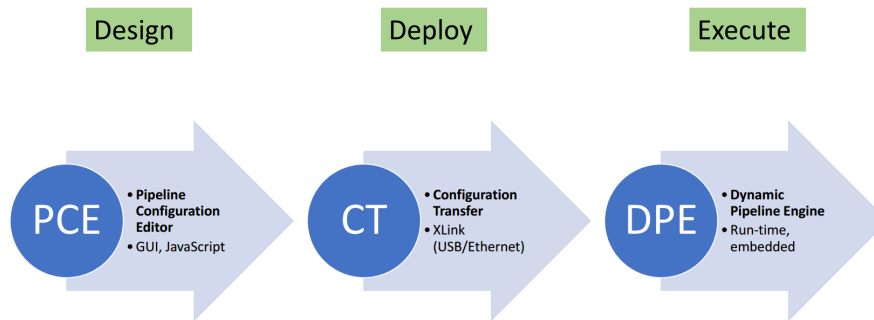 Design
Deploy
Execute
PCE
• Pipeline
Configuration
Editor
• GUI, JavaScript
CT
• Configuration
Transfer
• XLink
(USB/Ethernet)
DPE
• Dynamic
Pipeline Engine
• Run-time,
embedded